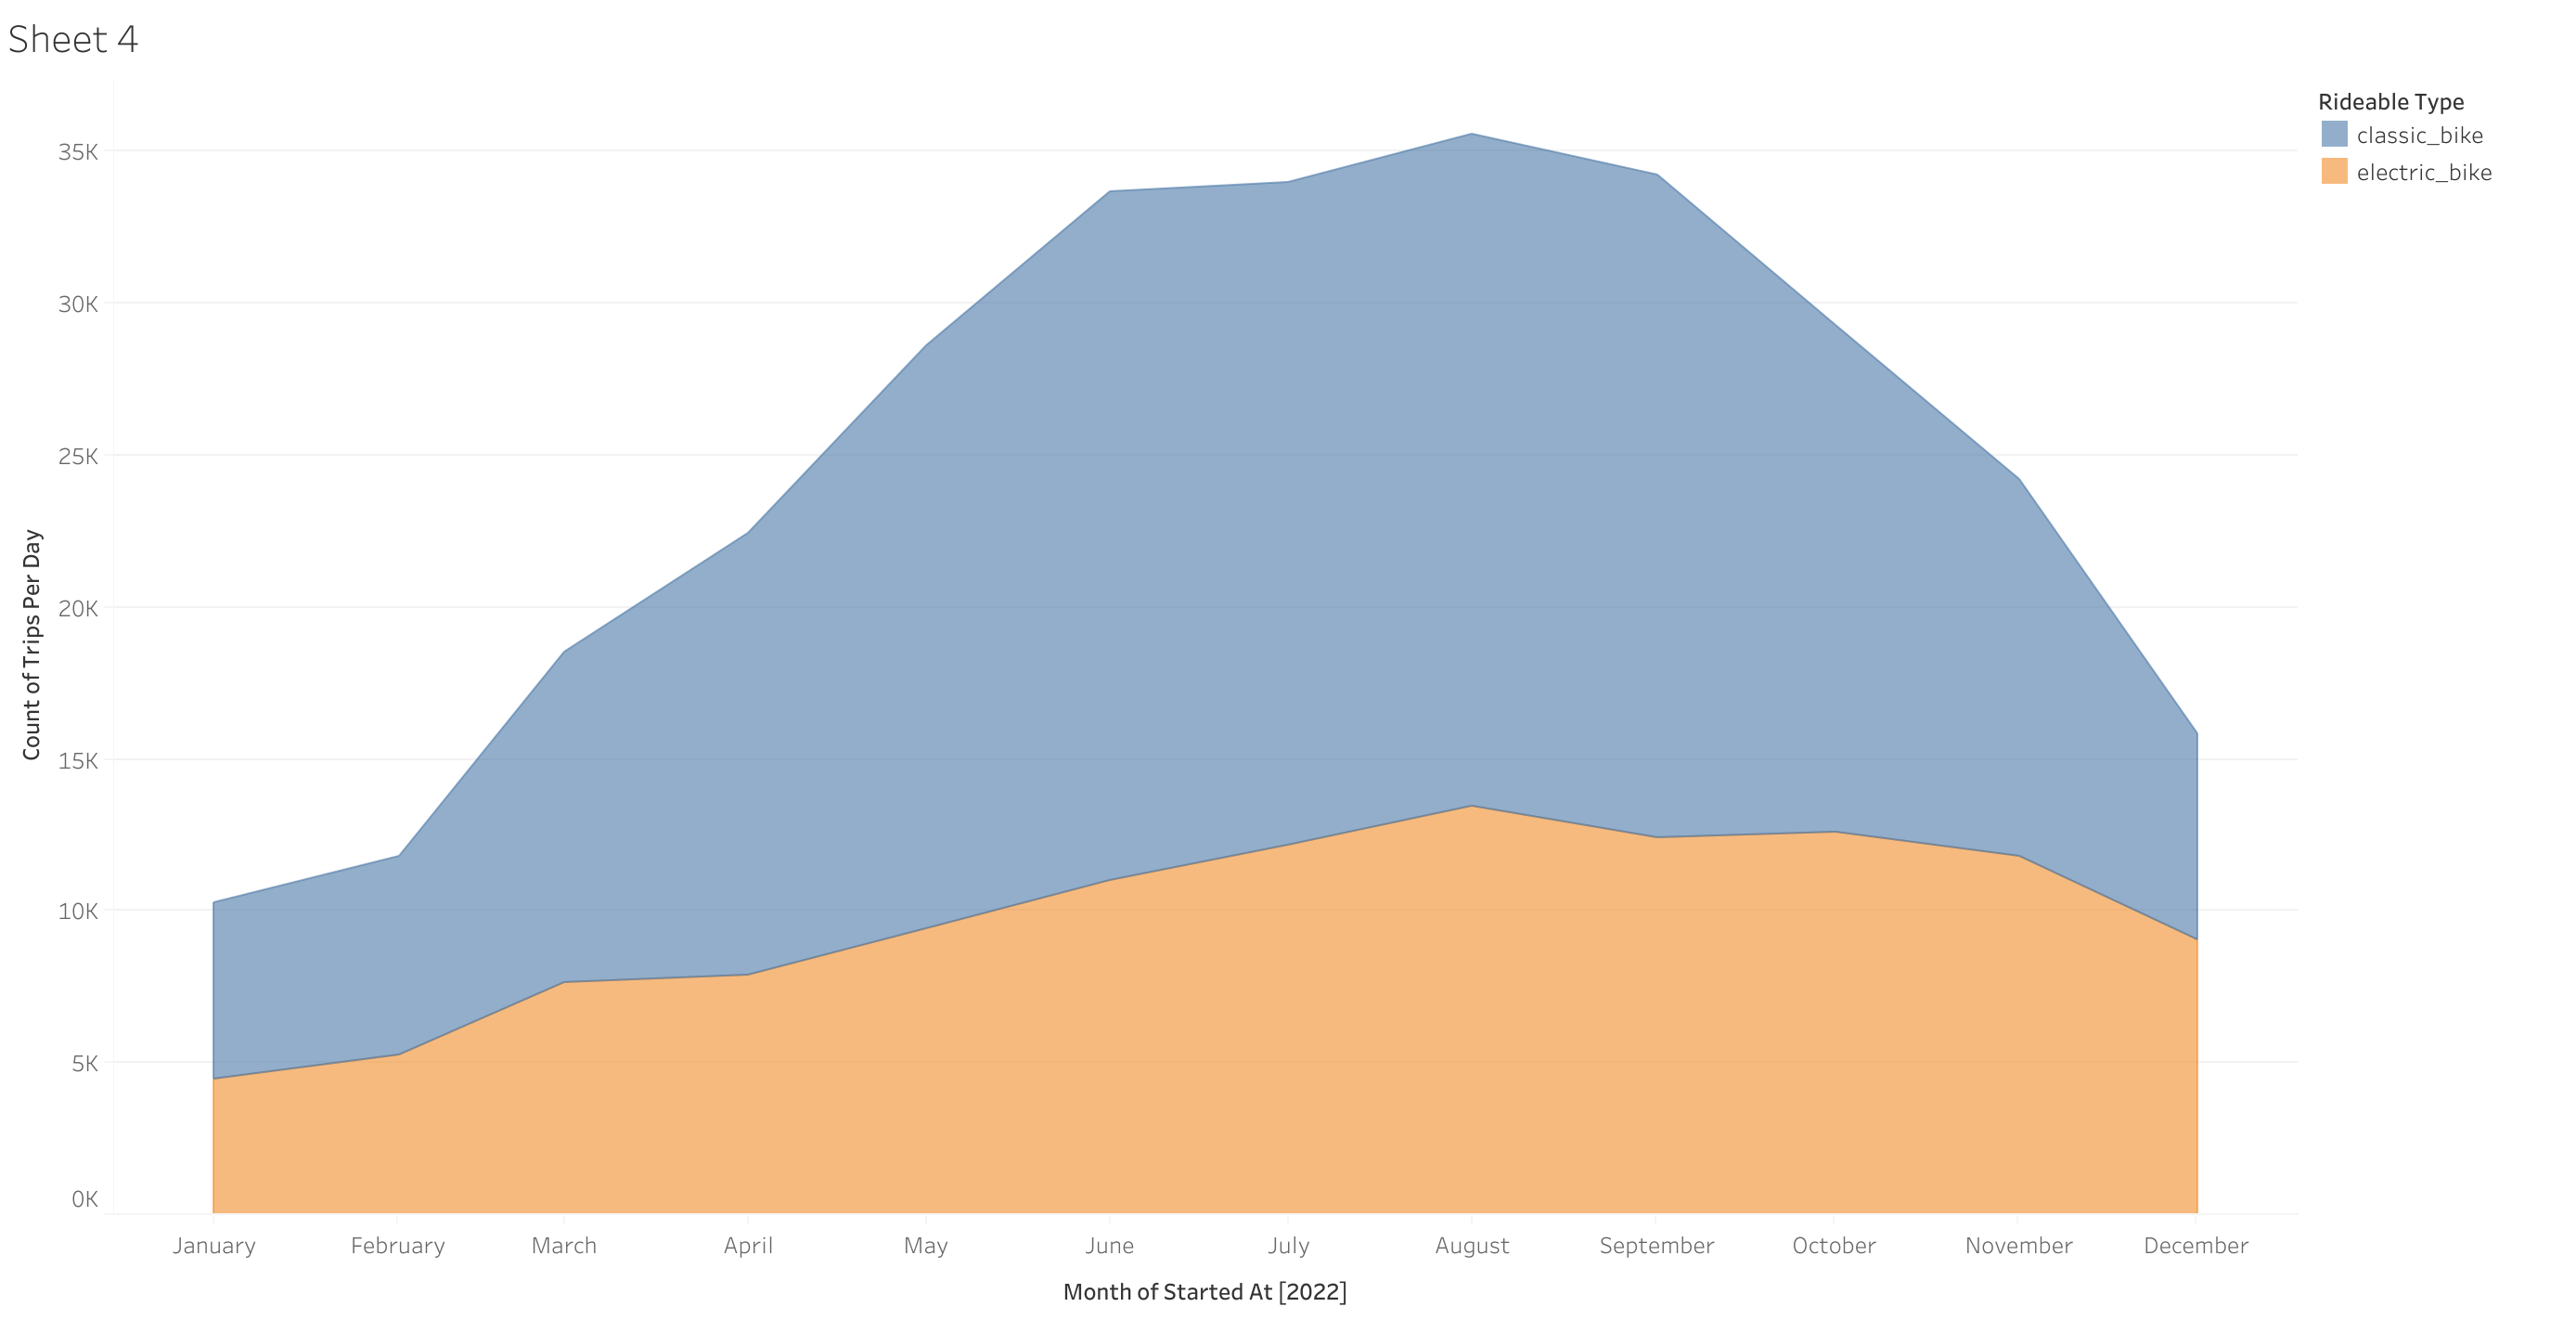 Sheet 4
Rideable Type
classic_bike
electric_bike
Count of Trips Per Day
35K
30K
25K
20K
15K
10K
5K
0K
January February March April May June July August September October November December
Month of Started At [2022]